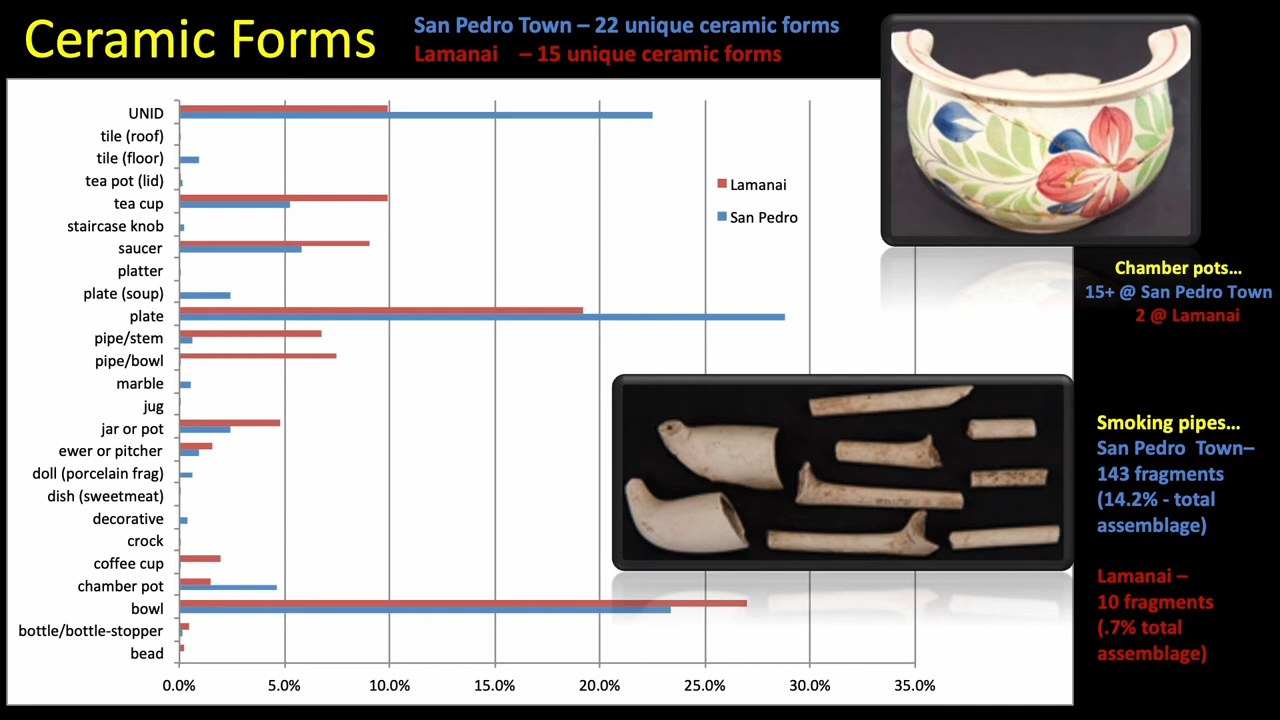 Ceramic Forms
San Pedro Town – 22 unique ceramic forms
Lamanai – 15 unique ceramic forms
UNID
tile (roof)
tile (floor)
tea pot (lid)
tea cup
staircase knob
saucer
platter
plate (soup)
plate
pipe/stem
pipe/bowl
marble
jug
jar or pot
ewer or pitcher
doll (porcelain frag)
dish (sweetmeat)
decorative
crock
coffee cup
chamber pot
bowl
bottle/bottle-stopper
bead
0.0% 5.0% 10.0% 15.0% 20.0% 25.0% 30.0% 35.0%
Lamanai
San Pedro
Chamber pots…
15+ @ San Pedro Town
2 @ Lamanai
Smoking pipes…
San Pedro Town–
143 fragments
(14.2% - total
assemblage)
Lamanai –
10 fragments
(.7% total
assemblage)